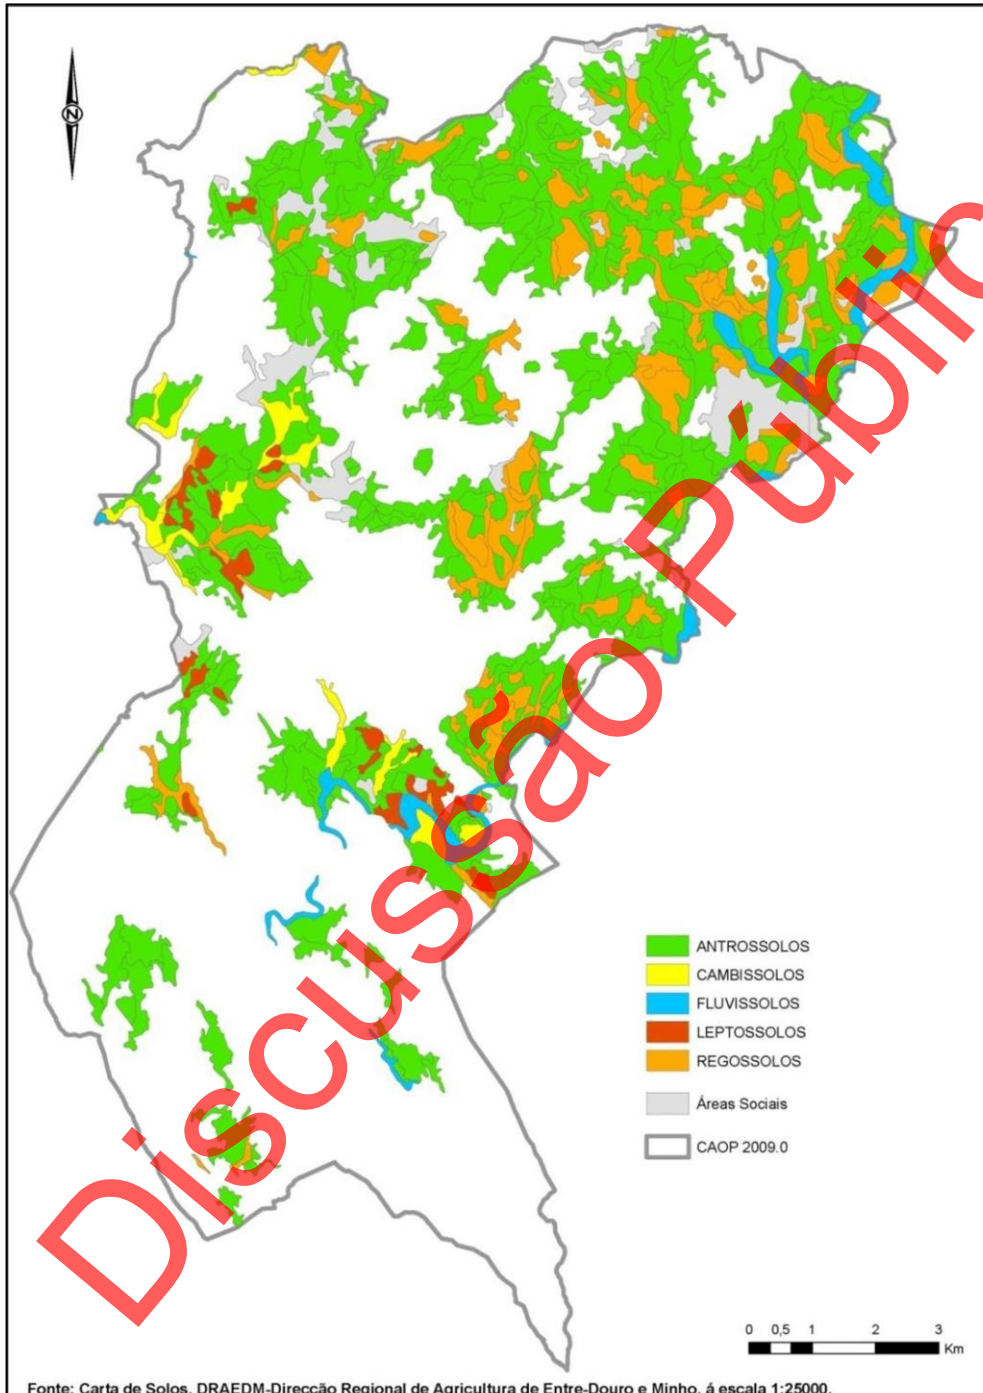 N
Discussão Públic
ANTROSSOLOS
CAMBISSOLOS
FLUVISSOLOS
LEPTOSSOLOS
REGOSSOLOS
Áreas Sociais
CAOP 2009.0
0 0,5 1 2 3
Km
Fonte: Carta de Solos, DRAEDM-Direcção Regional de Agricultura de Entre-Douro e Minho, á escala 1:25000.